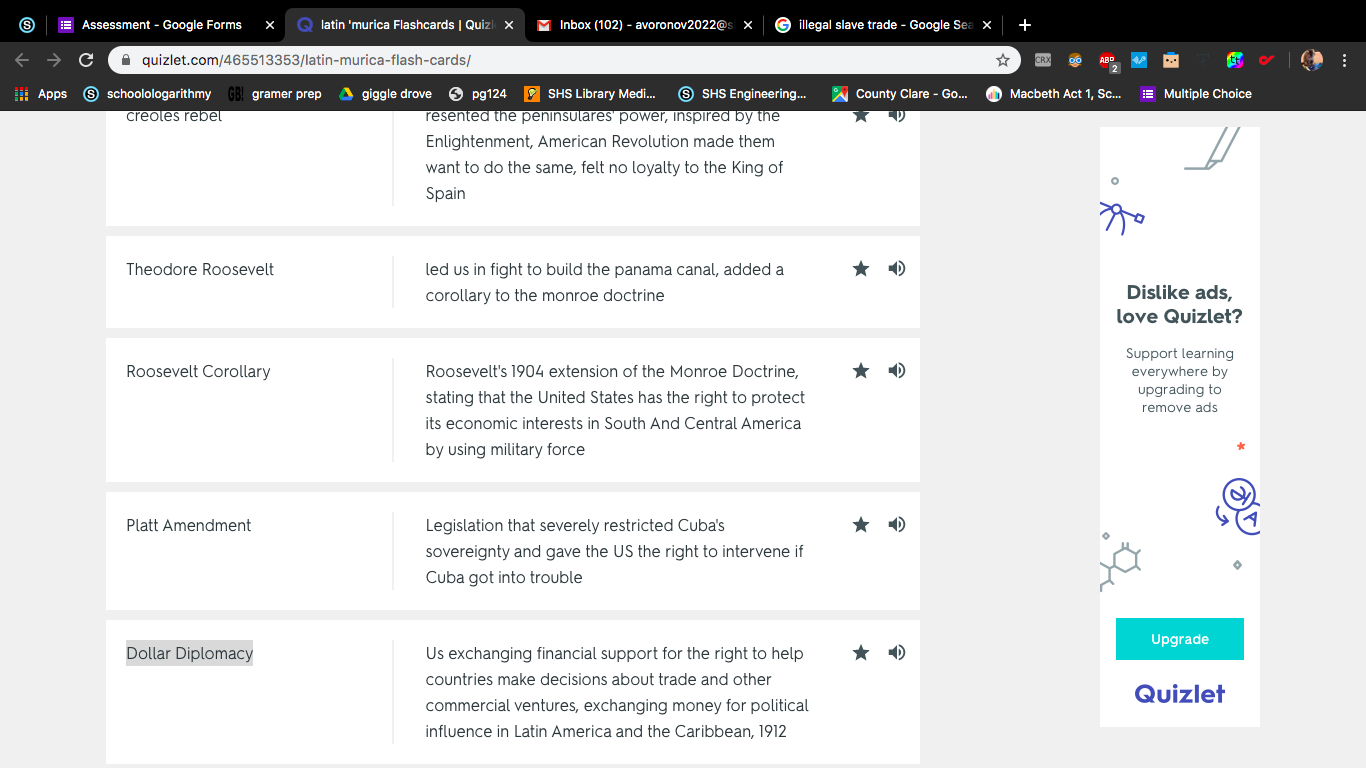 Assessment - Google Forms
latin 'murica Flashcards | Quizl
Inbox (102) - avoronov2022@s
illegal slave trade - Google Sea
quizlet.com/465513353/latin-murica-flash-cards/
CRX
ABP
2
Apps
schoolologarithmy
GB!
gramer prep
giggle drove
pg124
SHS Library Medi...
SHS Engineering...
County Clare - Go...
Macbeth Act 1, Sc...
Multiple Choice
creoles rebel
resented the peninsulares' power, inspired by the
Enlightenment, American Revolution made them
want to do the same, felt no loyalty to the King of
Spain
Theodore Roosevelt
led us in fight to build the panama canal, added a
corollary to the monroe doctrine
Roosevelt Corollary
Roosevelt's 1904 extension of the Monroe Doctrine,
stating that the United States has the right to protect
its economic interests in South And Central America
by using military force
Platt Amendment
Legislation that severely restricted Cuba's
sovereignty and gave the US the right to intervene if
Cuba got into trouble
Dollar Diplomacy
Us exchanging financial support for the right to help
countries make decisions about trade and other
commercial ventures, exchanging money for political
influence in Latin America and the Caribbean, 1912
Dislike ads,
love Quizlet?
Support learning
everywhere by
upgrading to
remove ads
Upgrade
Quizlet